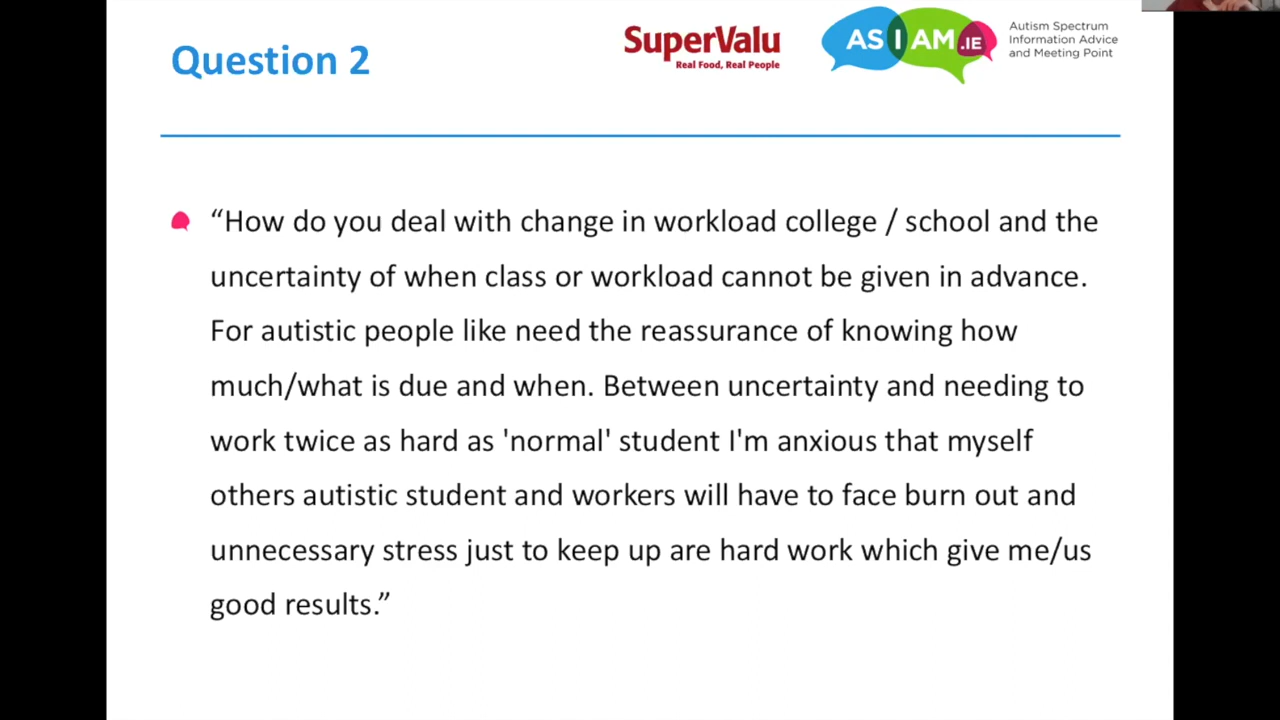 Question 2
SuperValu
Real Food, Real People
AS I AM.IE
Autism Spectrum
Information Advice
and Meeting Point
“How do you deal with change in workload college / school and the
uncertainty of when class or workload cannot be given in advance.
For autistic people like need the reassurance of knowing how
much/what is due and when. Between uncertainty and needing to
work twice as hard as 'normal' student I'm anxious that myself
others autistic student and workers will have to face burn out and
unnecessary stress just to keep up are hard work which give me/us
good results.”